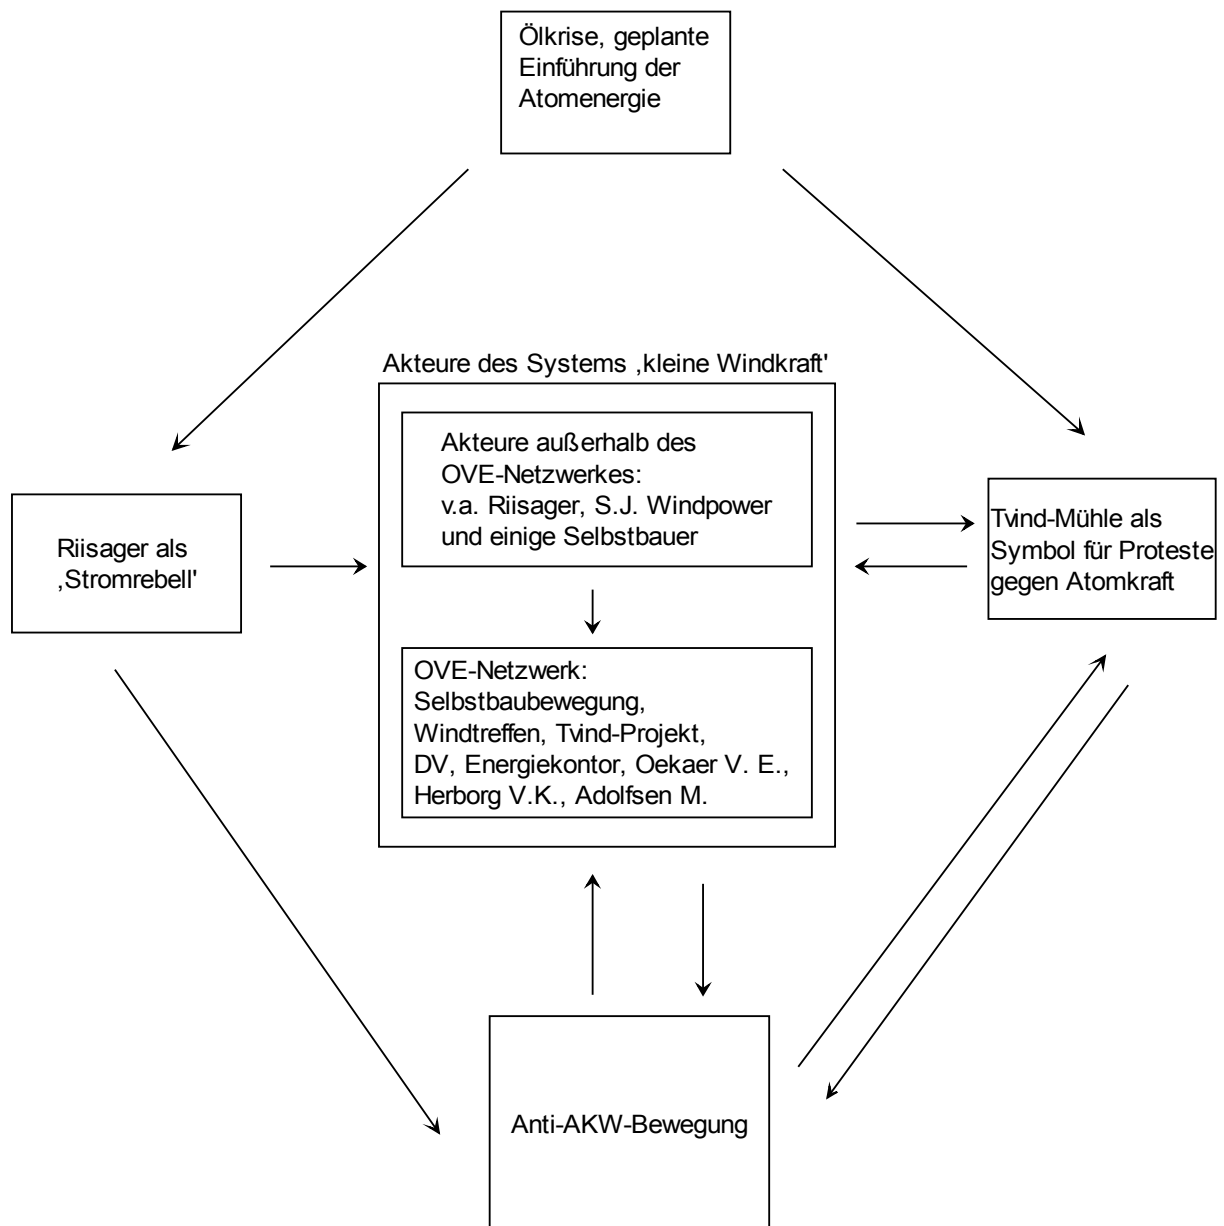 Ölkrise, geplante
Einführung der
Atomenergie
Akteure des Systems ‚kleine Windkraft'
Akteure außerhalb des
OVE-Netzwerkes:
v.a. Riisager, S.J. Windpower
und einige Selbstbauer
Riisager als
‚Stromrebell'
Tvind-Mühle als
Symbol für Proteste
gegen Atomkraft
OVE-Netzwerk:
Selbstbaubewegung,
Windtreffen, Tvind-Projekt,
DV, Energiekontor, Oekaer V. E.,
Herborg V.K., Adolfsen M.
Anti-AKW-Bewegung